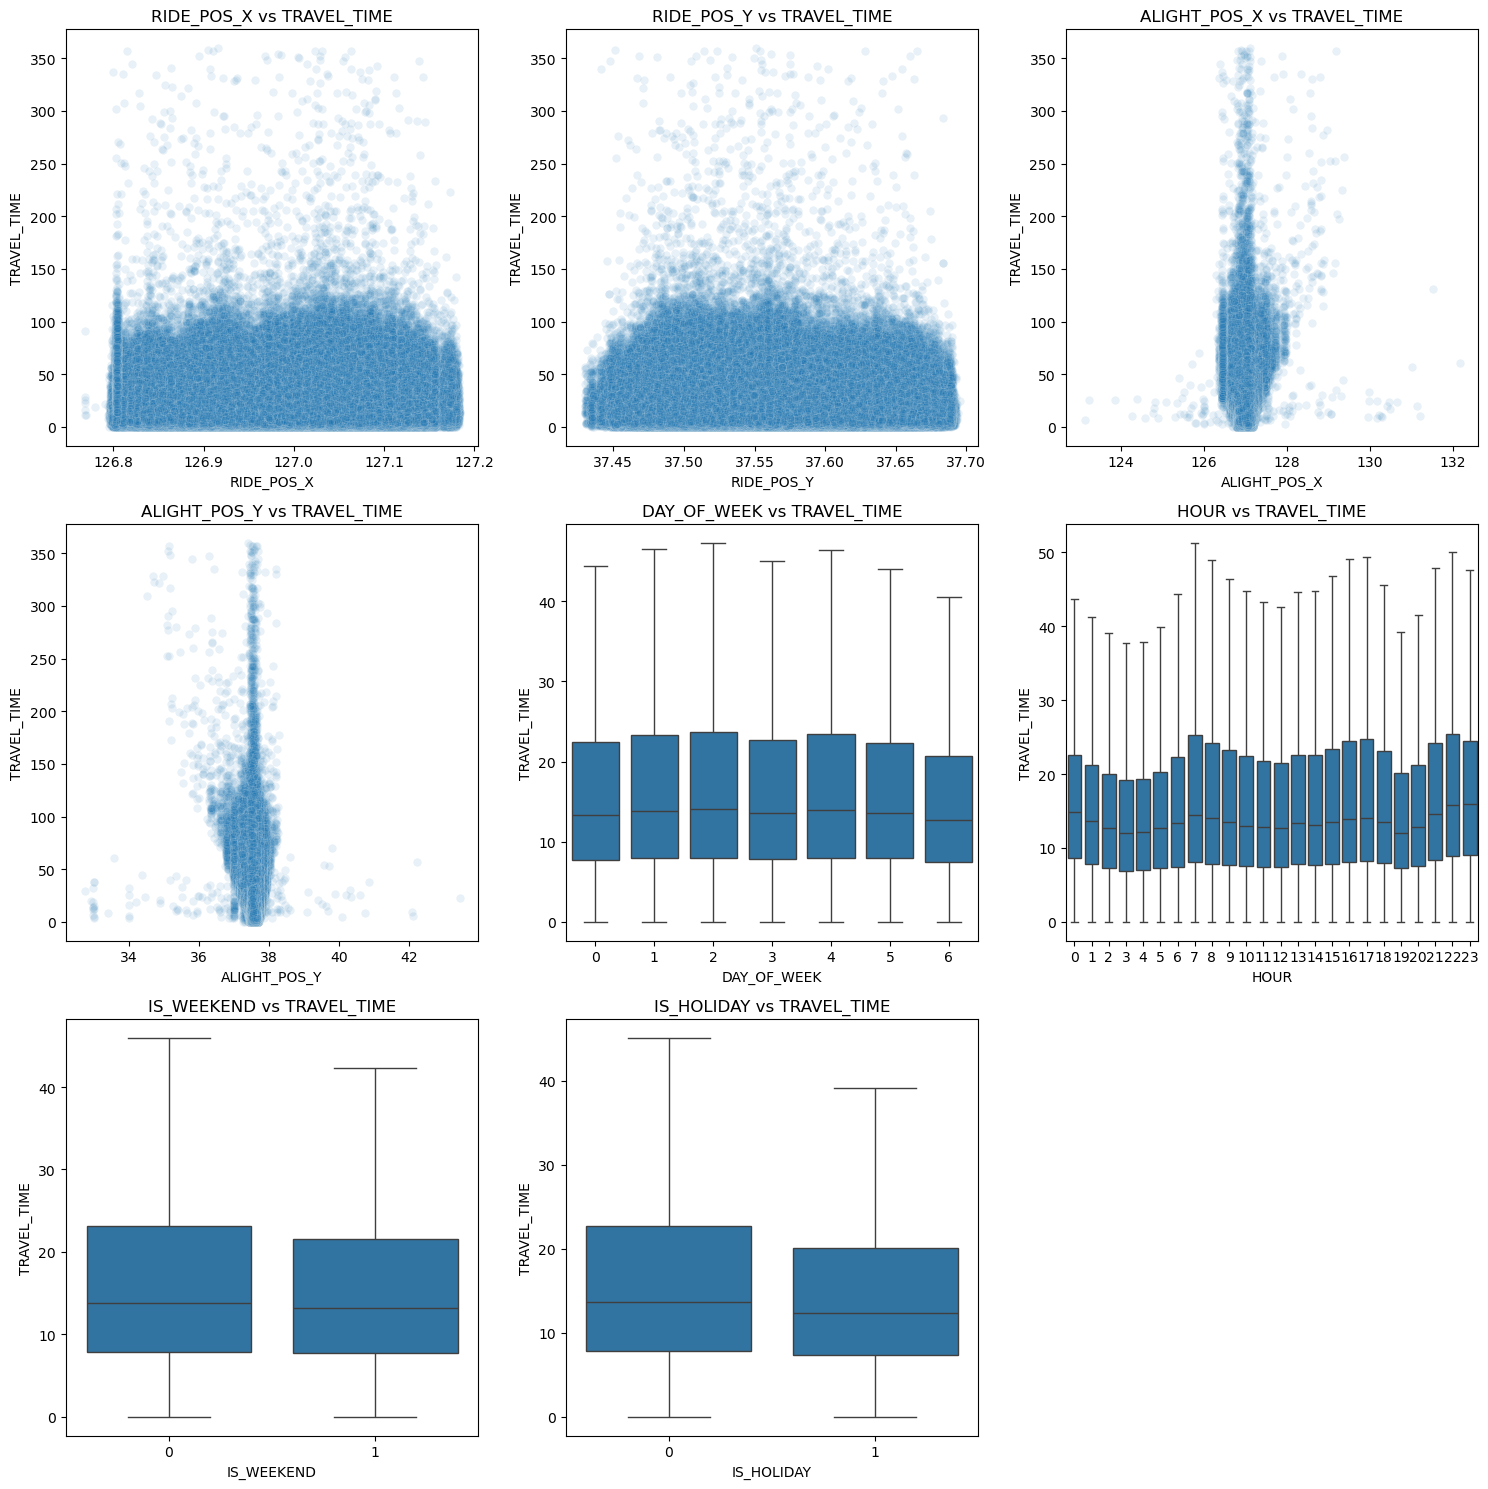 RIDE_POS_X vs TRAVEL_TIME
TRAVEL_TIME
350
300
250
200
150
100
50
0
126.8 126.9 127.0 127.1 127.2
RIDE_POS_X
RIDE_POS_Y vs TRAVEL_TIME
TRAVEL_TIME
350
300
250
200
150
100
50
0
37.45 37.50 37.55 37.60 37.65 37.70
RIDE_POS_Y
ALIGHT_POS_X vs TRAVEL_TIME
TRAVEL_TIME
350
300
250
200
150
100
50
0
124 126 128 130 132
ALIGHT_POS_X
ALIGHT_POS_Y vs TRAVEL_TIME
TRAVEL_TIME
350
300
250
200
150
100
50
0
34 36 38 40 42
ALIGHT_POS_Y
DAY_OF_WEEK vs TRAVEL_TIME
TRAVEL_TIME
40
30
20
10
0
0 1 2 3 4 5 6
DAY_OF_WEEK
HOUR vs TRAVEL_TIME
TRAVEL_TIME
50
40
30
20
10
0
0 1 2 3 4 5 6 7 8 9 10 11 12 13 14 15 16 17 18 19 20 21 22 23
HOUR
IS_WEEKEND vs TRAVEL_TIME
TRAVEL_TIME
40
30
20
10
0
0 1
IS_WEEKEND
IS_HOLIDAY vs TRAVEL_TIME
TRAVEL_TIME
40
30
20
10
0
0 1
IS_HOLIDAY